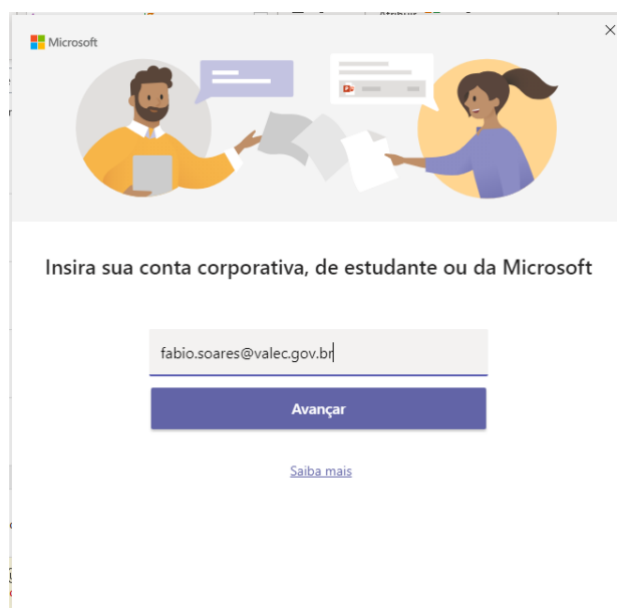 Microsoft
Insira sua conta corporativa, de estudante ou da Microsoft
fabio.soares@valec.gov.br
Avançar
Saiba mais